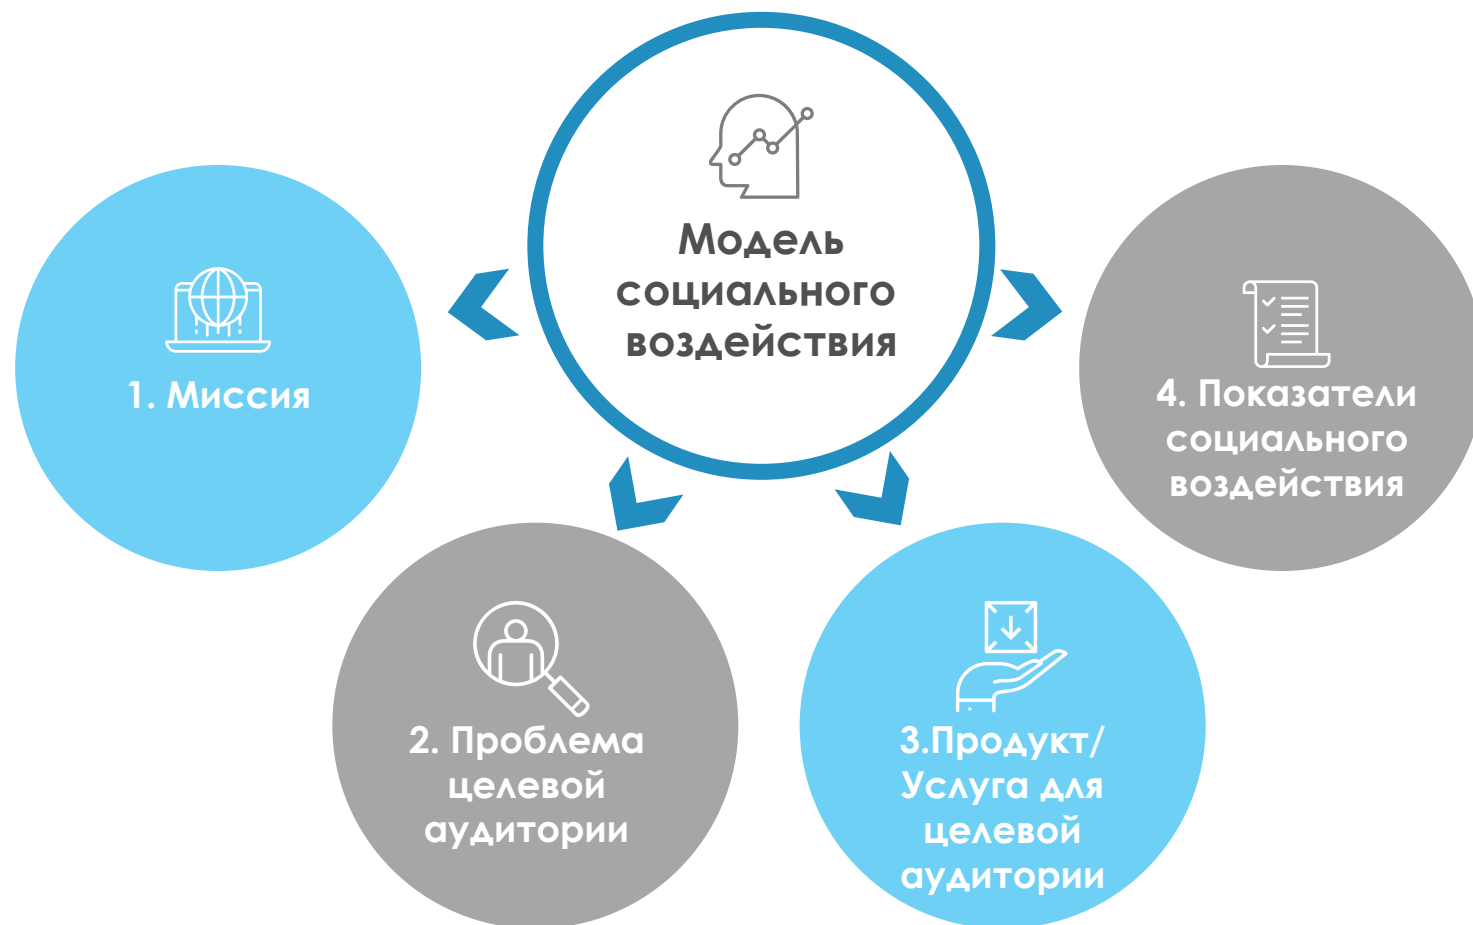 Модель
социального
воздействия
1. Миссия
2. Проблема
целевой
аудитории
3.Продукт/
Услуга для
целевой
аудитории
4. Показатели
социального
воздействия